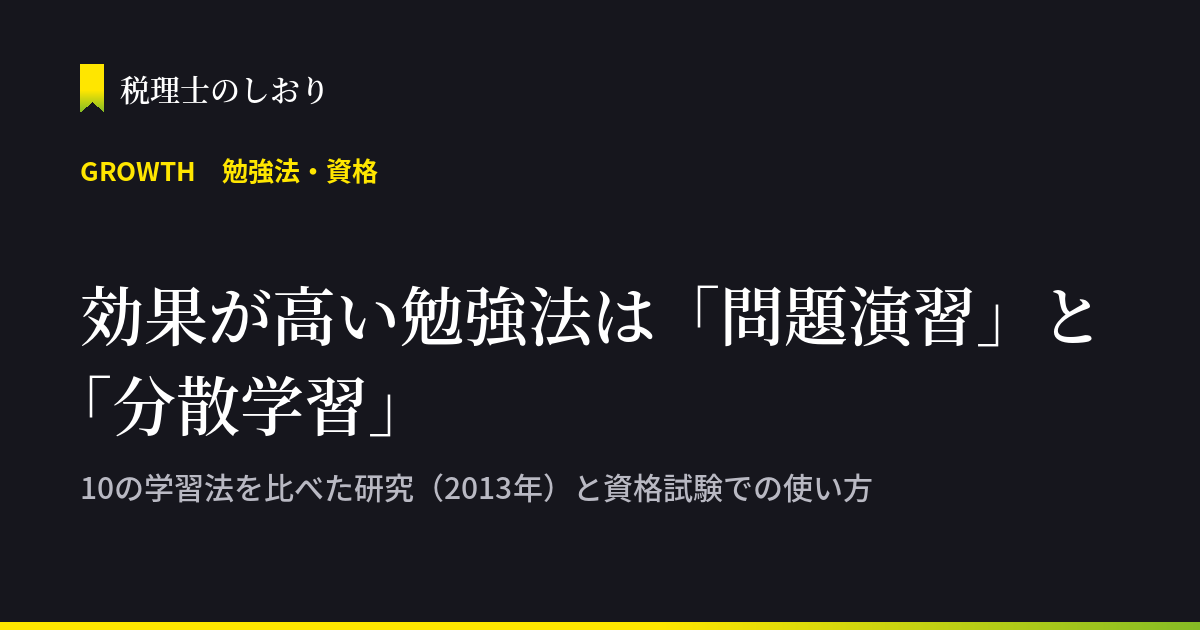 税理士のしおり
GROWTH　勉強法・資格
効果が高い勉強法は「問題演習」と
「分散学習」
10の学習法を比べた研究（2013年）と資格試験での使い方